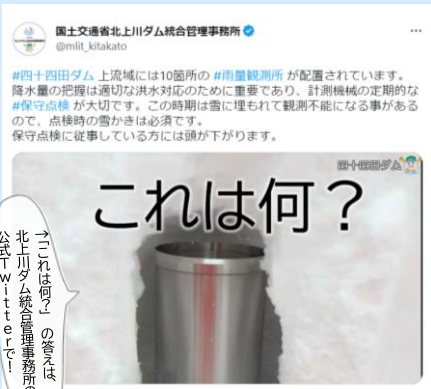 国土交通省北上川ダム統合管理事務所
@mlit_kitakato
#四十四田ダム 上流域には10箇所の #雨量観測所 が配置されています。
降水量の把握は適切な洪水対応のために重要であり、計測機械の定期的な
#保守点検 が大切です。この時期は雪に埋もれて観測不能になる事がある
ので、点検時の雪かきは必須です。
保守点検に従事している方には頭が下がります。
四十四田ダム
これは何？
→「これは何？」の答えは、
北上川ダム統合管理事務所の
公式Twitterで！